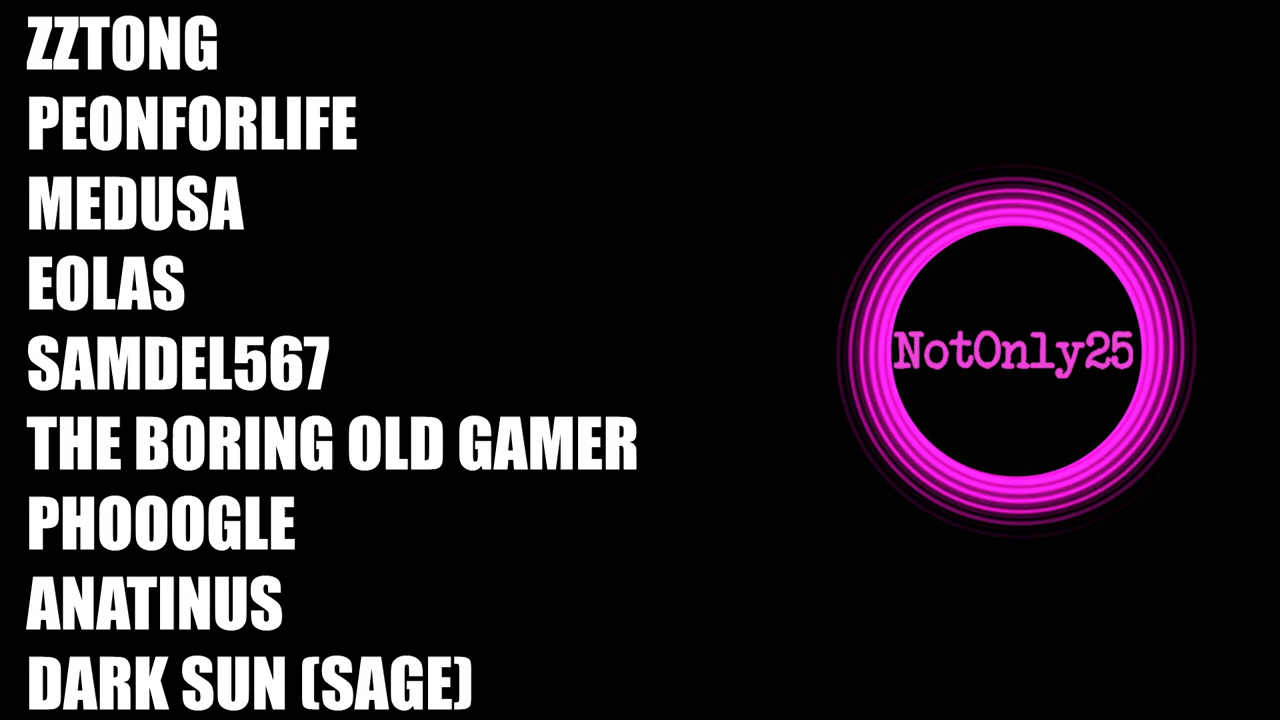 ZZTONG
PEONFORLIFE
MEDUSA
EOLAS
SAMDEL567
THE BORING OLD GAMER
PHOOOGLE
ANATINUS
DARK SUN (SAGE)
NotOnly25